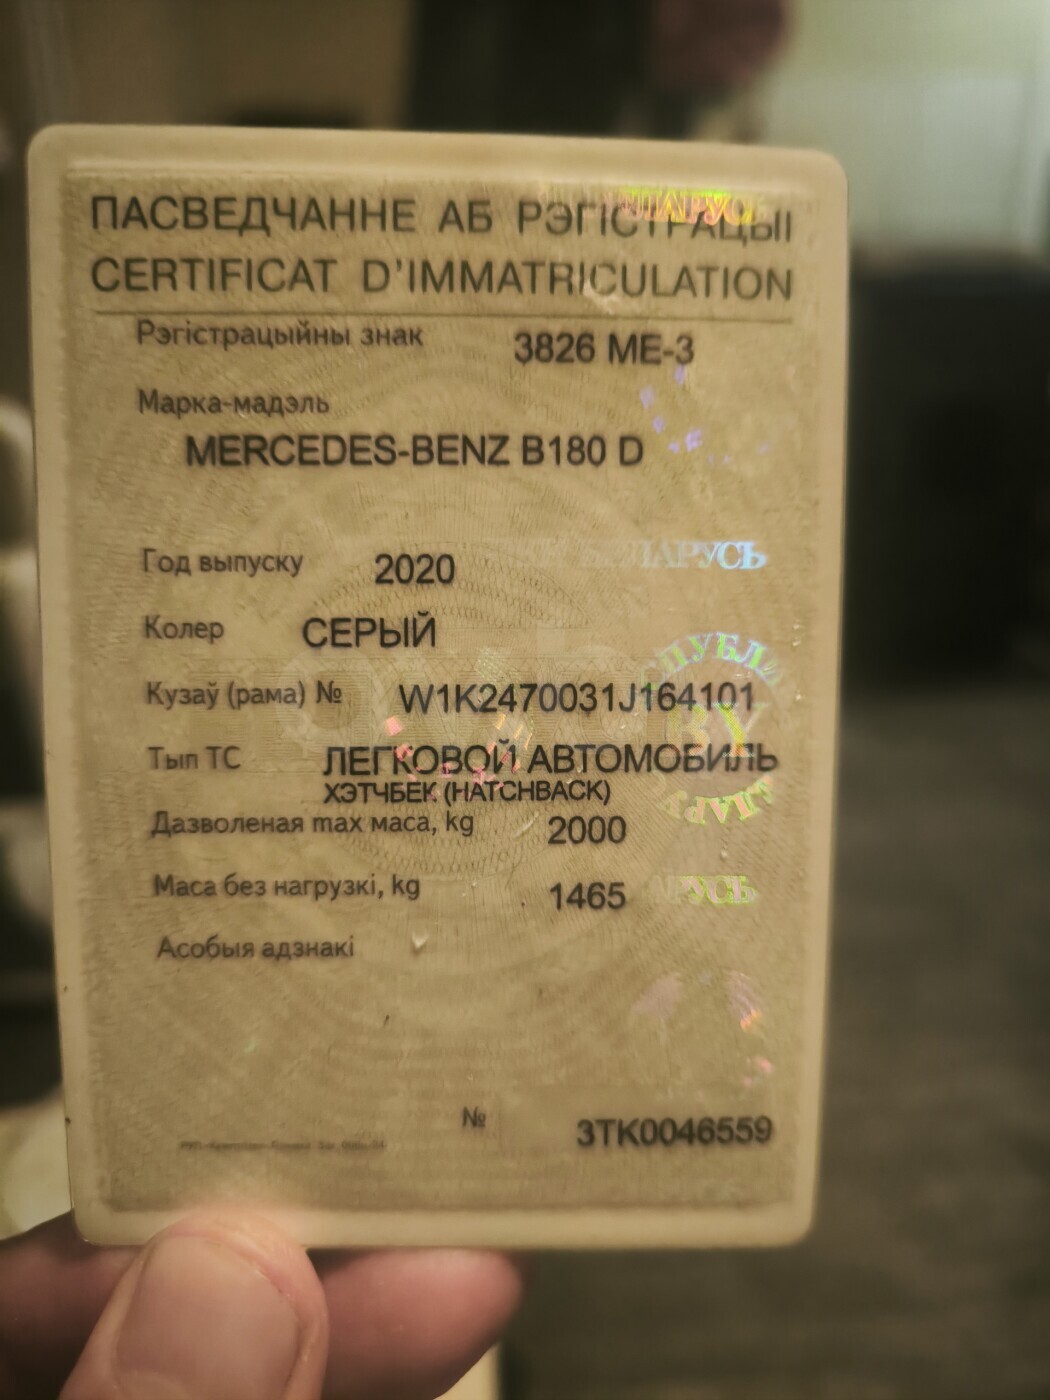 ПАСВЕДЧАННЕ АБ РЭГІСТРАЦЫІ
CERTIFICAT D'IMMATRICULATION
Рэгістрацыйны знак 3826 ME-3
Марка-мадэль
MERCEDES-BENZ B180 D
БЕЛАРУСЬ
Год выпуску 2020
Колер СЕРЫЙ
Кузаў (рама) № W1K2470031J164101
BY
Тып ТС ЛЕГКОВОЙ АВТОМОБИЛЬ
ХЭТЧБЕК (HATCHBACK)
Дазволеная max маса, kg 2000
Маса без нагрузкі, kg 1465
Асобыя адзнакі
№ 3TK0046559